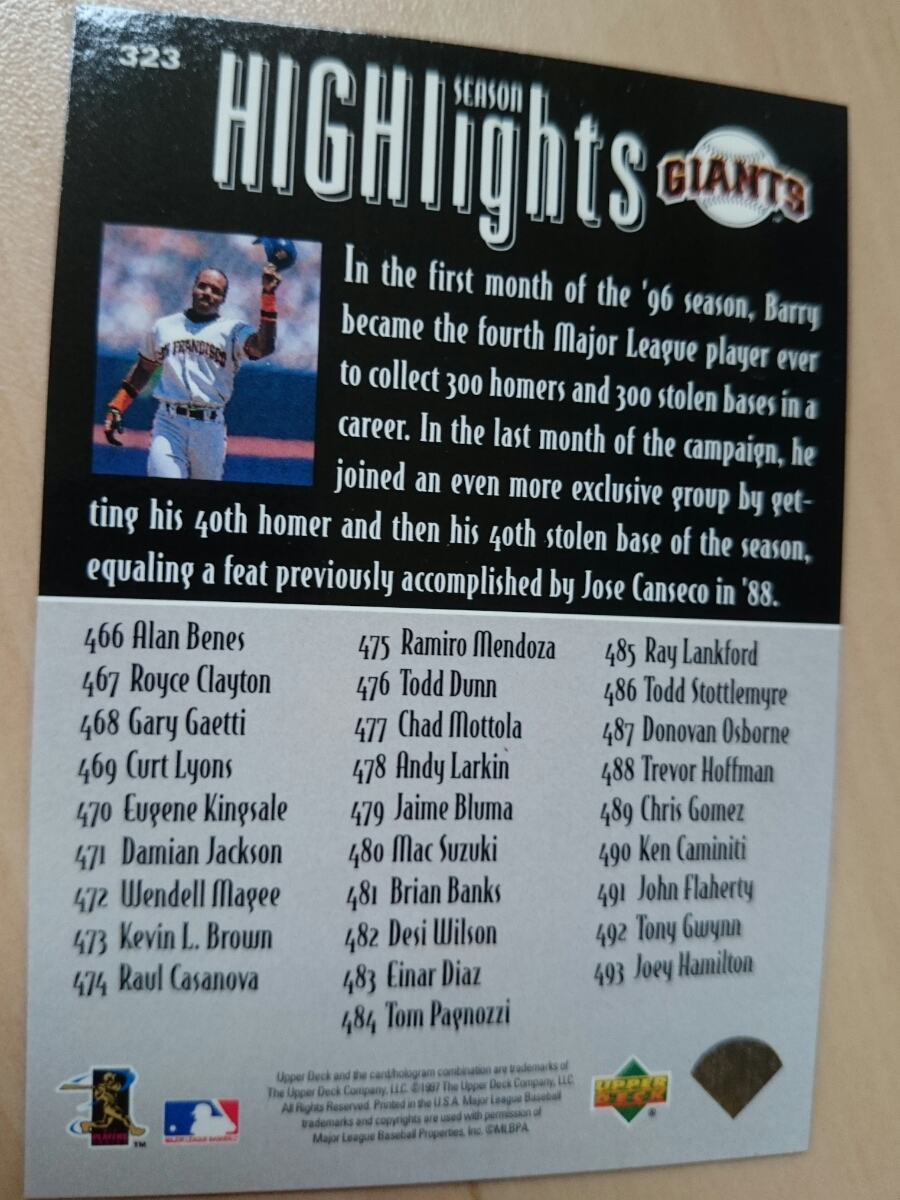 323
SEASON
HIGHlights
GIANTS
SAN FRANCISCO
In the first month of the '96 season, Barry
became the fourth Major League player ever
to collect 300 homers and 300 stolen bases in a
career. In the last month of the campaign, he
joined an even more exclusive group by get-
ting his 40th homer and then his 40th stolen base of the season,
equaling a feat previously accomplished by Jose Canseco in '88.
466 Alan Benes
467 Royce Clayton
468 Gary Gaetti
469 Curt Lyons
470 Eugene Kingsale
471 Damian Jackson
472 Wendell Magee
473 Kevin L. Brown
474 Raul Casanova
475 Ramiro Mendoza
476 Todd Dunn
477 Chad Mottola
478 Andy Larkin
479 Jaime Bluma
480 Mac Suzuki
481 Brian Banks
482 Desi Wilson
483 Einar Diaz
484 Tom Pagnozzi
485 Ray Lankford
486 Todd Stottlemyre
487 Donovan Osborne
488 Trevor Hoffman
489 Chris Gomez
490 Ken Caminiti
491 John Flaherty
492 Tony Gwynn
493 Joey Hamilton
PLAYERS
TM
MAJOR LEAGUE BASEBALL
Upper Deck and the card/hologram combination are trademarks of
The Upper Deck Company, LLC. ©1997 The Upper Deck Company, LLC.
All Rights Reserved. Printed in the U.S.A. Major League Baseball
trademarks and copyrights are used with permission of
Major League Baseball Properties, Inc. ©MLBPA
UPPER
DECK
®